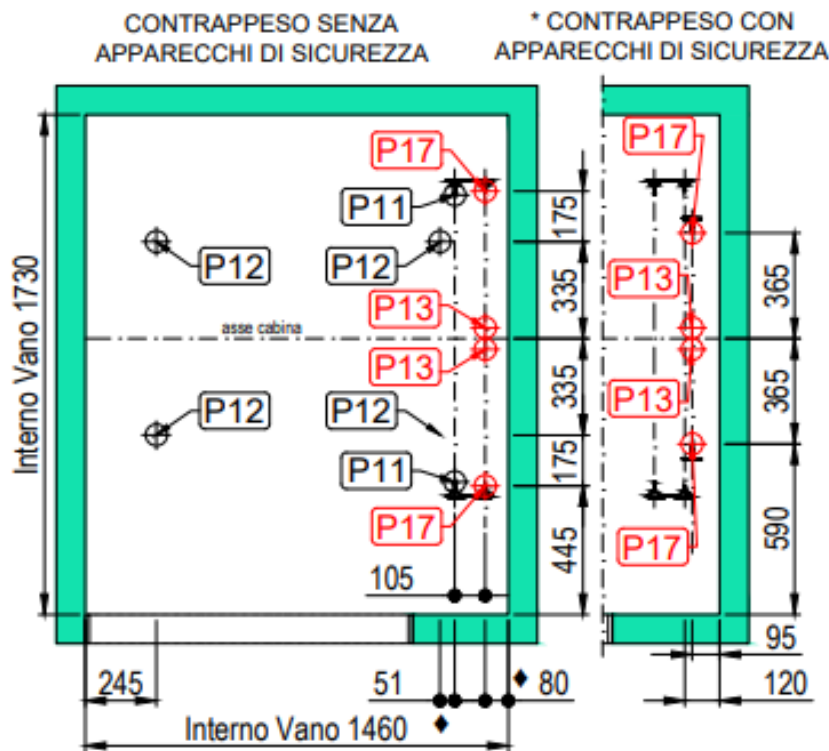 CONTRAPPESO SENZA
APPARECCHI DI SICUREZZA
* CONTRAPPESO CON
APPARECCHI DI SICUREZZA
P17
P17
P11
175
P12
P12
335
365
P13
P13
Interno Vano 1730
asse cabina
P13
P13
335
365
P12
P12
175
P11
P17
P17
445
590
105
95
245
51
♦ 80
120
Interno Vano 1460 ♦